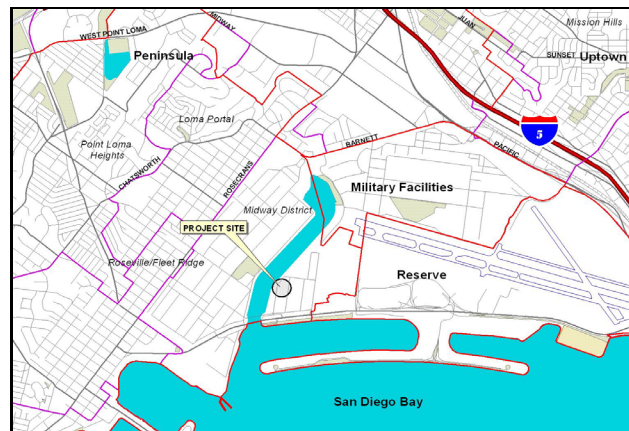 WEST POINT LOMA
MIDWAY
JUAN
Mission Hills
Peninsula
SUNSET
Uptown
5
Loma Portal
Point Loma
Heights
BARNETT
PACIFIC
CHATSWORTH
ROSECRANS
Military Facilities
Midway District
PROJECT SITE
Roseville/Fleet Ridge
Reserve
San Diego Bay